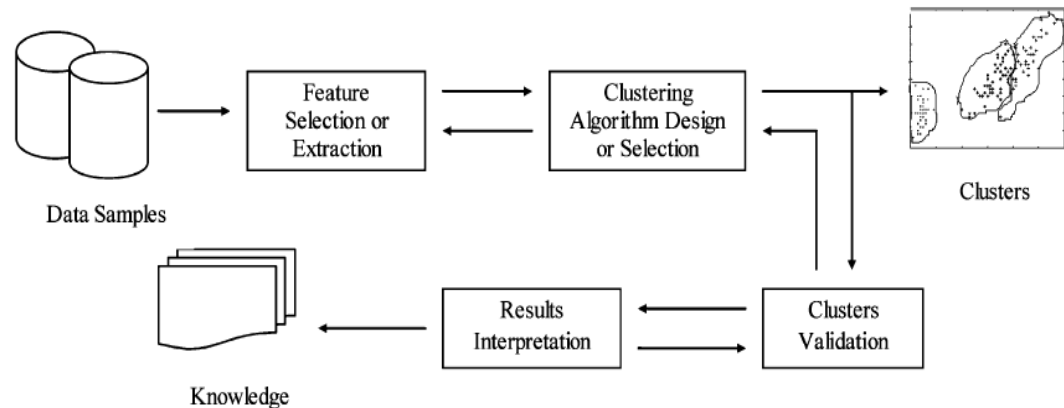 Data Samples
Feature
Selection or
Extraction
Clustering
Algorithm Design
or Selection
Clusters
Clusters
Validation
Results
Interpretation
Knowledge